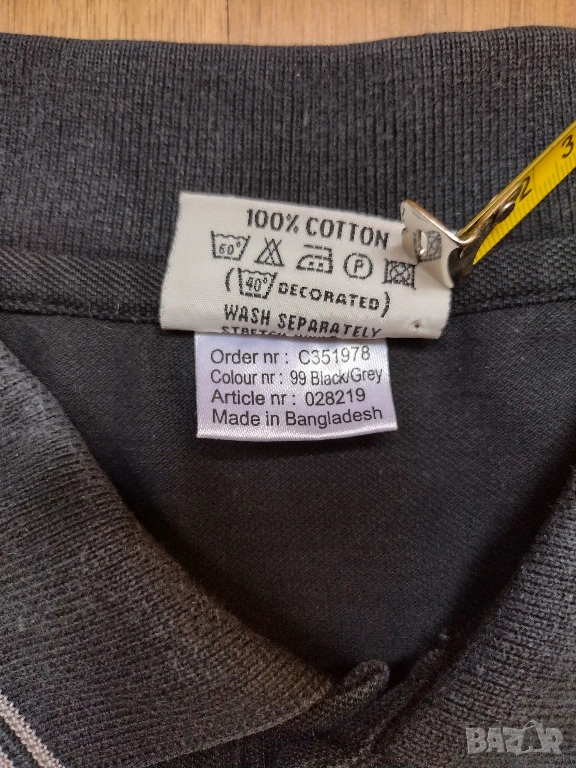 100% COTTON
60° P
( 40° DECORATED)
WASH SEPARATELY
Order nr : C351978
Colour nr : 99 Black/Grey
Article nr : 028219
Made in Bangladesh
2 3
BAZAR